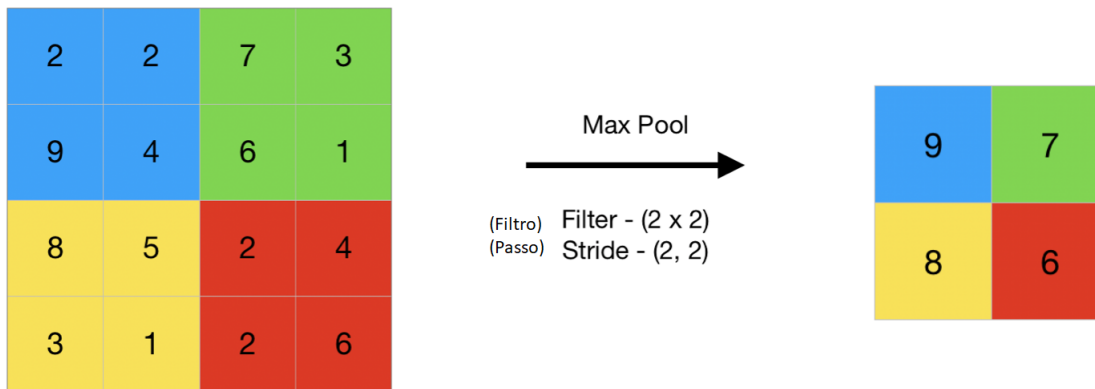 2 2 7 3
9 4 6 1
8 5 2 4
3 1 2 6
Max Pool
(Filtro) Filter - (2 x 2)
(Passo) Stride - (2, 2)
9 7
8 6